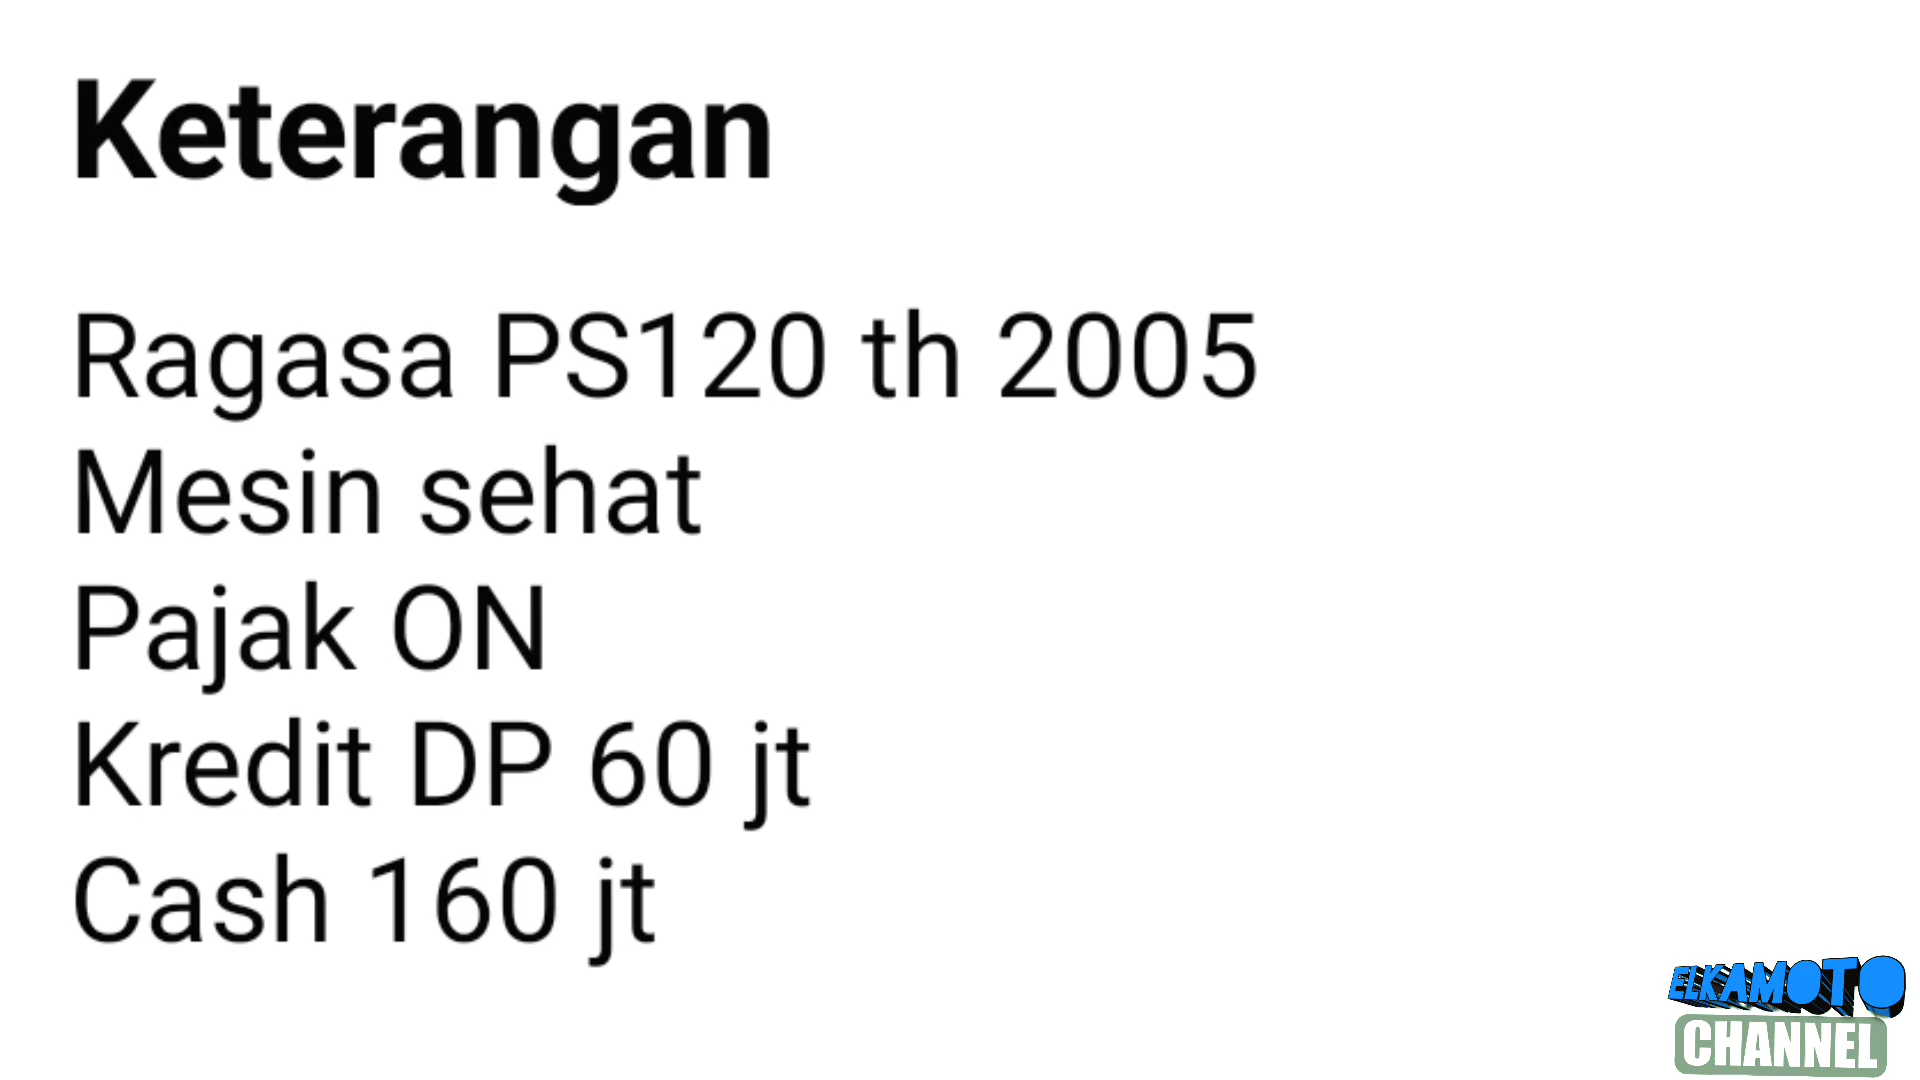 Keterangan
Ragasa PS120 th 2005
Mesin sehat
Pajak ON
Kredit DP 60 jt
Cash 160 jt
ELKAMOTO
CHANNEL